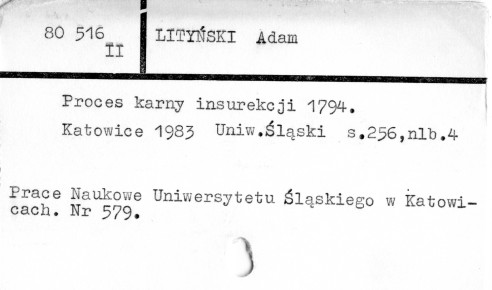 80 516 LITYŃSKI Adam
II
Proces karny insurekcji 1794.
Katowice 1983 Uniw.Śląski s.256,nlb.4
Prace Naukowe Uniwersytetu Śląskiego w Katowi-
cach. Nr 579.